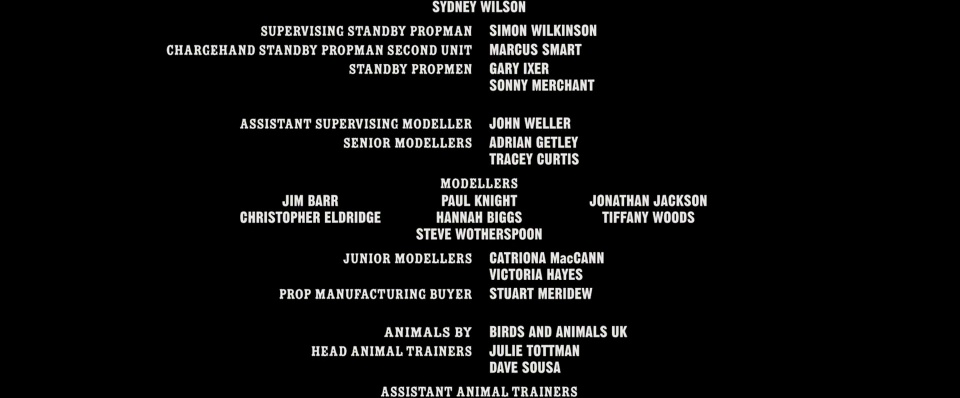 SYDNEY WILSON
SUPERVISING STANDBY PROPMAN SIMON WILKINSON
CHARGEHAND STANDBY PROPMAN SECOND UNIT MARCUS SMART
STANDBY PROPMEN GARY IXER
SONNY MERCHANT
ASSISTANT SUPERVISING MODELLER JOHN WELLER
SENIOR MODELLERS ADRIAN GETLEY
TRACEY CURTIS
MODELLERS
JIM BARR PAUL KNIGHT JONATHAN JACKSON
CHRISTOPHER ELDRIDGE HANNAH BIGGS TIFFANY WOODS
STEVE WOTHERSPOON
JUNIOR MODELLERS CATRIONA MacCANN
VICTORIA HAYES
PROP MANUFACTURING BUYER STUART MERIDEW
ANIMALS BY BIRDS AND ANIMALS UK
HEAD ANIMAL TRAINERS JULIE TOTTMAN
DAVE SOUSA
ASSISTANT ANIMAL TRAINERS